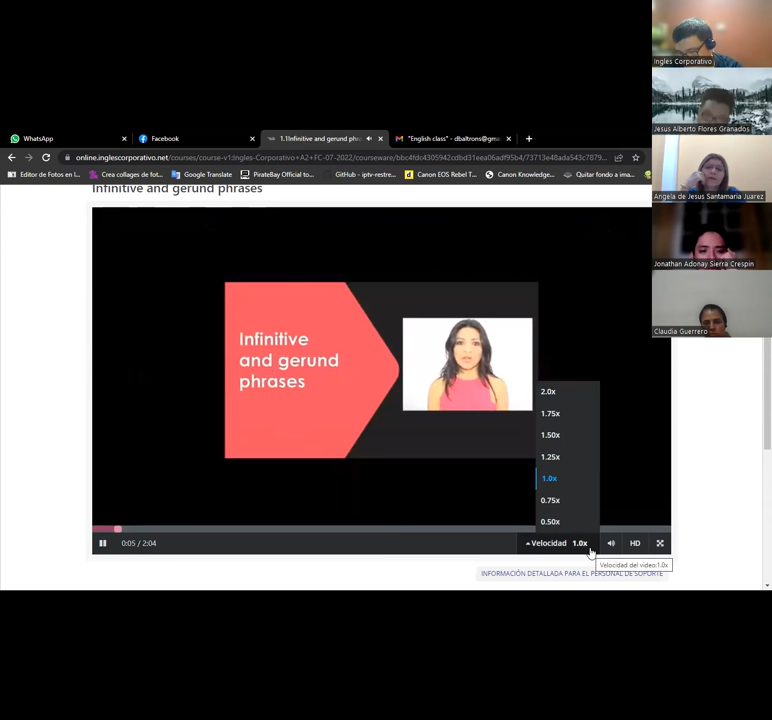 Ingles Corporativo
Jesus Alberto Flores Granados
Angela de Jesus Santamaria Juarez
Jonathan Adonay Sierra Crespin
Claudia Guerrero
WhatsApp
Facebook
1.1Infinitive and gerund phr
"English class" - dbaltrons@gm
online.inglescorporativo.net/courses/course-v1:Ingles-Corporativo+A2+FC-07-2022/courseware/bbc4fdc4305942cdbd31eea06adf95b4/73713e48ada543c7879...
Editor de Fotos en l...
Crea collages de fot...
Google Translate
PirateBay Official to...
GitHub - iptv-restre...
Canon EOS Rebel T...
Canon Knowledge...
Quitar fondo a ima...
Infinitive and gerund phrases
Infinitive
and gerund
phrases
2.0x
1.75x
1.50x
1.25x
1.0x
0.75x
0.50x
0:05 / 2:04
Velocidad 1.0x
HD
Velocidad del video:1.0x
INFORMACIÓN DETALLADA PARA EL PERSONAL DE SOPORTE